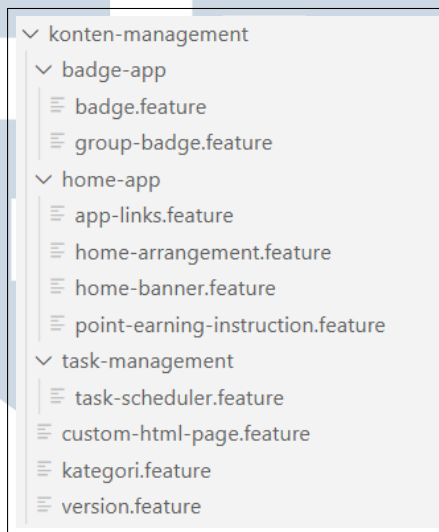 konten-management
badge-app
badge.feature
group-badge.feature
home-app
app-links.feature
home-arrangement.feature
home-banner.feature
point-earning-instruction.feature
task-management
task-scheduler.feature
custom-html-page.feature
kategori.feature
version.feature